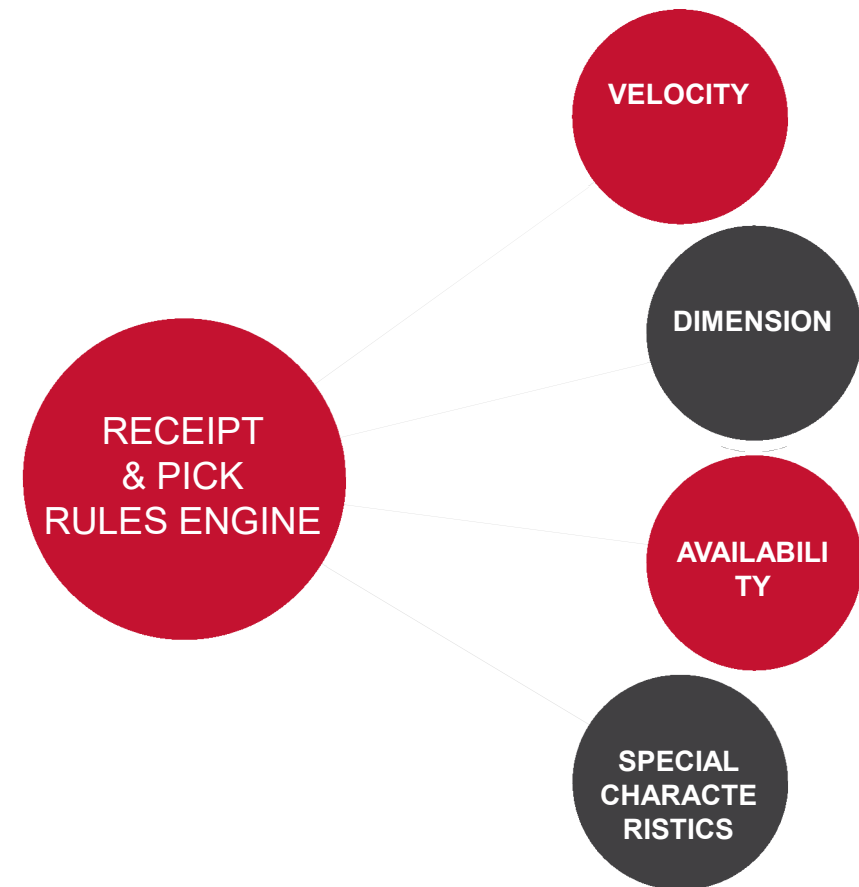 VELOCITY
DIMENSION
RECEIPT
& PICK
RULES ENGINE
AVAILABILI
TY
SPECIAL
CHARACTE
RISTICS